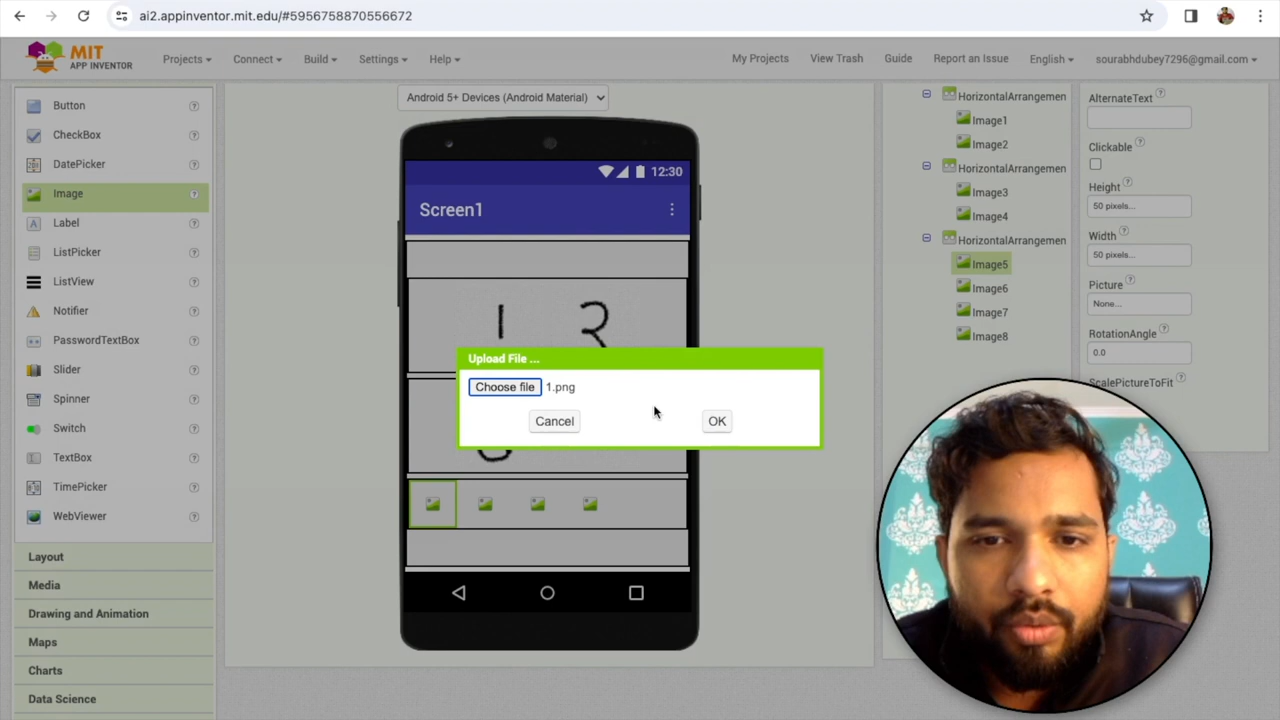 ai2.appinventor.mit.edu/#5956758870556672
MIT
APP INVENTOR
Projects
Connect
Build
Settings
Help
My Projects
View Trash
Guide
Report an Issue
English
sourabhdubey7296@gmail.com
Button
CheckBox
DatePicker
Image
Label
ListPicker
ListView
Notifier
PasswordTextBox
Slider
Spinner
Switch
TextBox
TimePicker
WebViewer
Layout
Media
Drawing and Animation
Maps
Charts
Data Science
Android 5+ Devices (Android Material)
12:30
Screen1
1 2
Upload File ...
Choose file 1.png
Cancel
OK
HorizontalArrangemen
Image1
Image2
HorizontalArrangemen
Image3
Image4
HorizontalArrangemen
Image5
Image6
Image7
Image8
AlternateText
Clickable
Height
50 pixels...
Width
50 pixels...
Picture
None...
RotationAngle
0.0
ScalePictureToFit